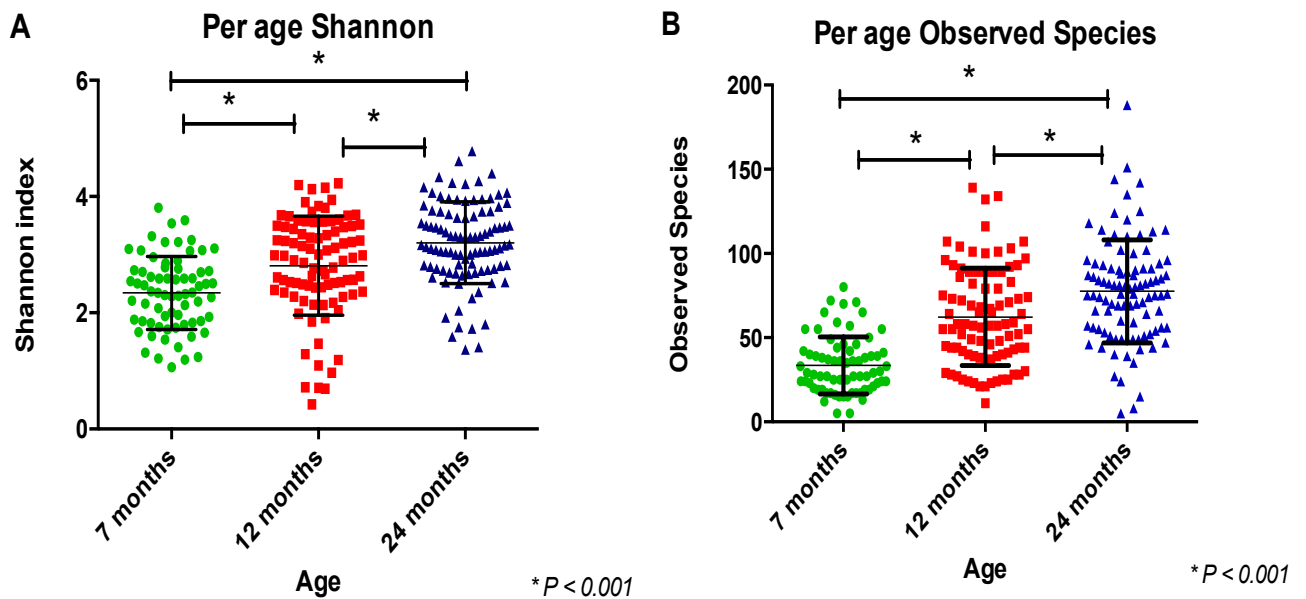 A
Per age Shannon
*
*
*
6
4
2
0
Shannon index
7 months
12 months
24 months
Age
* P < 0.001
B
Per age Observed Species
*
*
*
200
150
100
50
0
Observed Species
7 months
12 months
24 months
Age
* P < 0.001